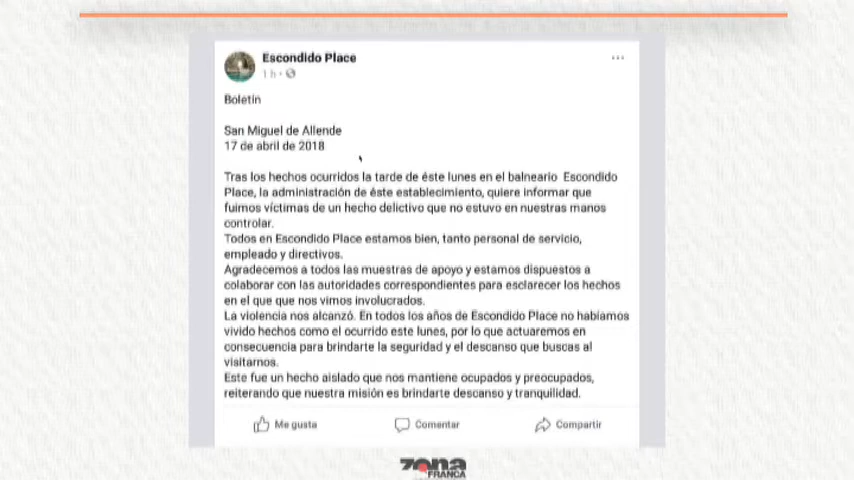 Escondido Place
1 h
Boletín
San Miguel de Allende
17 de abril de 2018
Tras los hechos ocurridos la tarde de éste lunes en el balneario Escondido
Place, la administración de éste establecimiento, quiere informar que
fuimos víctimas de un hecho delictivo que no estuvo en nuestras manos
controlar.
Todos en Escondido Place estamos bien, tanto personal de servicio,
empleado y directivos.
Agradecemos a todos las muestras de apoyo y estamos dispuestos a
colaborar con las autoridades correspondientes para esclarecer los hechos
en el que que nos vimos involucrados.
La violencia nos alcanzó. En todos los años de Escondido Place no habíamos
vivido hechos como el ocurrido este lunes, por lo que actuaremos en
consecuencia para brindarte la seguridad y el descanso que buscas al
visitarnos.
Este fue un hecho aislado que nos mantiene ocupados y preocupados,
reiterando que nuestra misión es brindarte descanso y tranquilidad.
Me gusta Comentar Compartir
zona
FRANCA